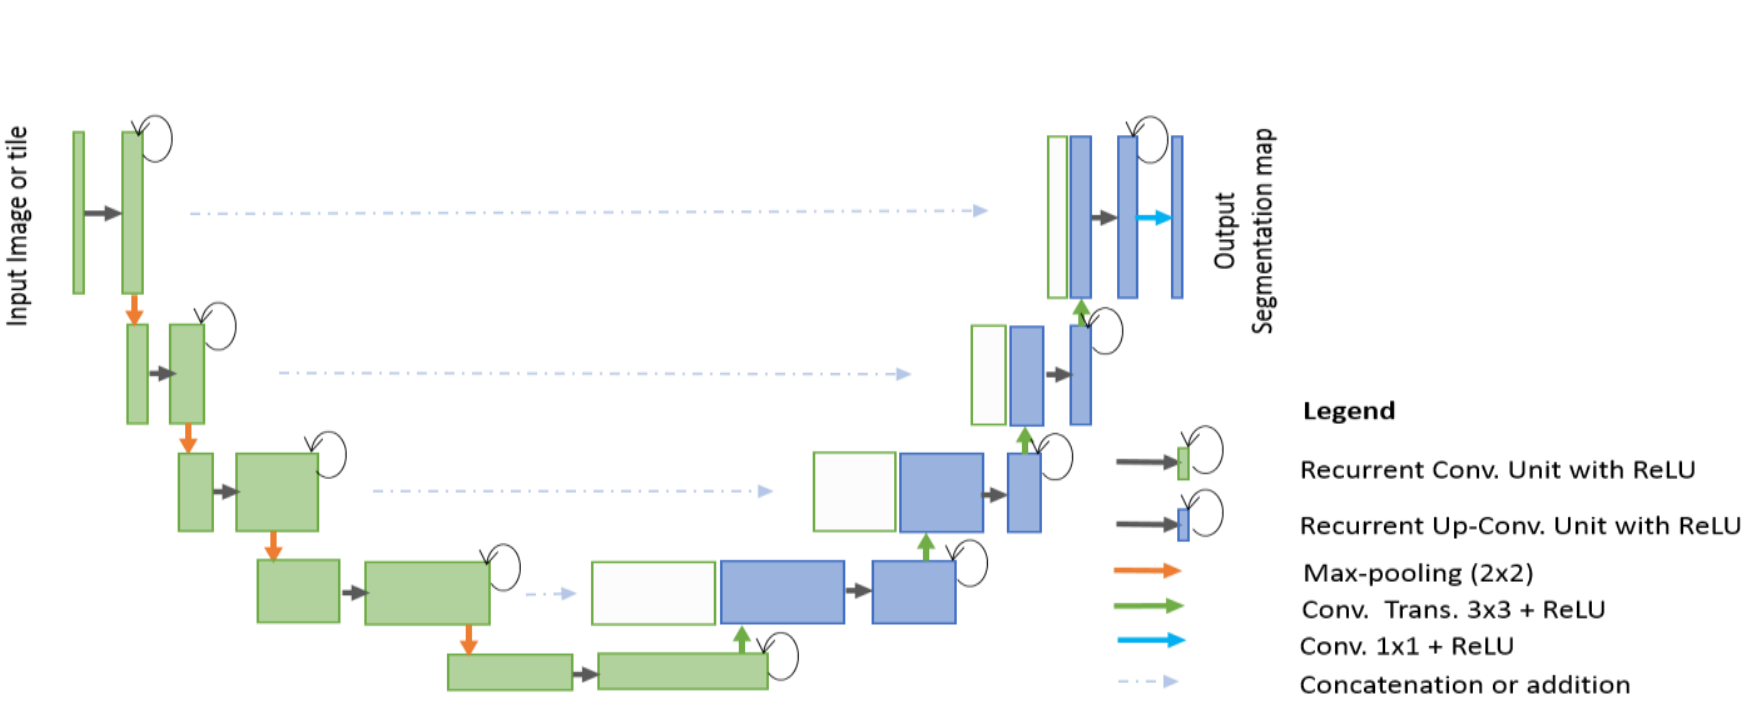 Input Image or tile
Output
Segmentation map
Legend
Recurrent Conv. Unit with ReLU
Recurrent Up-Conv. Unit with ReLU
Max-pooling (2x2)
Conv. Trans. 3x3 + ReLU
Conv. 1x1 + ReLU
Concatenation or addition